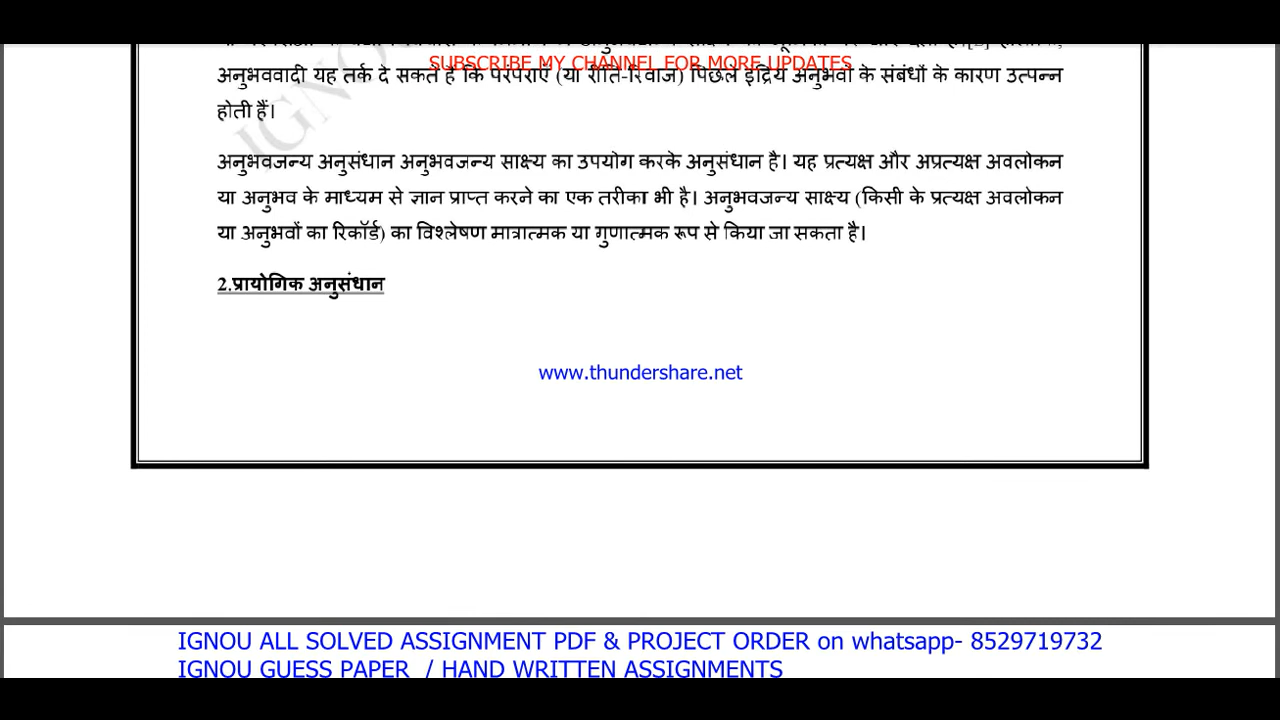 SUBSCRIBE MY CHANNEL FOR MORE UPDATES
अनुभववादी यह तर्क दे सकते हैं कि परंपराएं (या रीति-रिवाज) पिछले इंद्रिय अनुभवों के संबंधों के कारण उत्पन्न
होती हैं।
IGNOU
अनुभवजन्य अनुसंधान अनुभवजन्य साक्ष्य का उपयोग करके अनुसंधान है। यह प्रत्यक्ष और अप्रत्यक्ष अवलोकन
या अनुभव के माध्यम से ज्ञान प्राप्त करने का एक तरीका भी है। अनुभवजन्य साक्ष्य (किसी के प्रत्यक्ष अवलोकन
या अनुभवों का रिकॉर्ड) का विश्लेषण मात्रात्मक या गुणात्मक रूप से किया जा सकता है।
2.प्रायोगिक अनुसंधान
www.thundershare.net
IGNOU ALL SOLVED ASSIGNMENT PDF & PROJECT ORDER on whatsapp- 8529719732
IGNOU GUESS PAPER / HAND WRITTEN ASSIGNMENTS